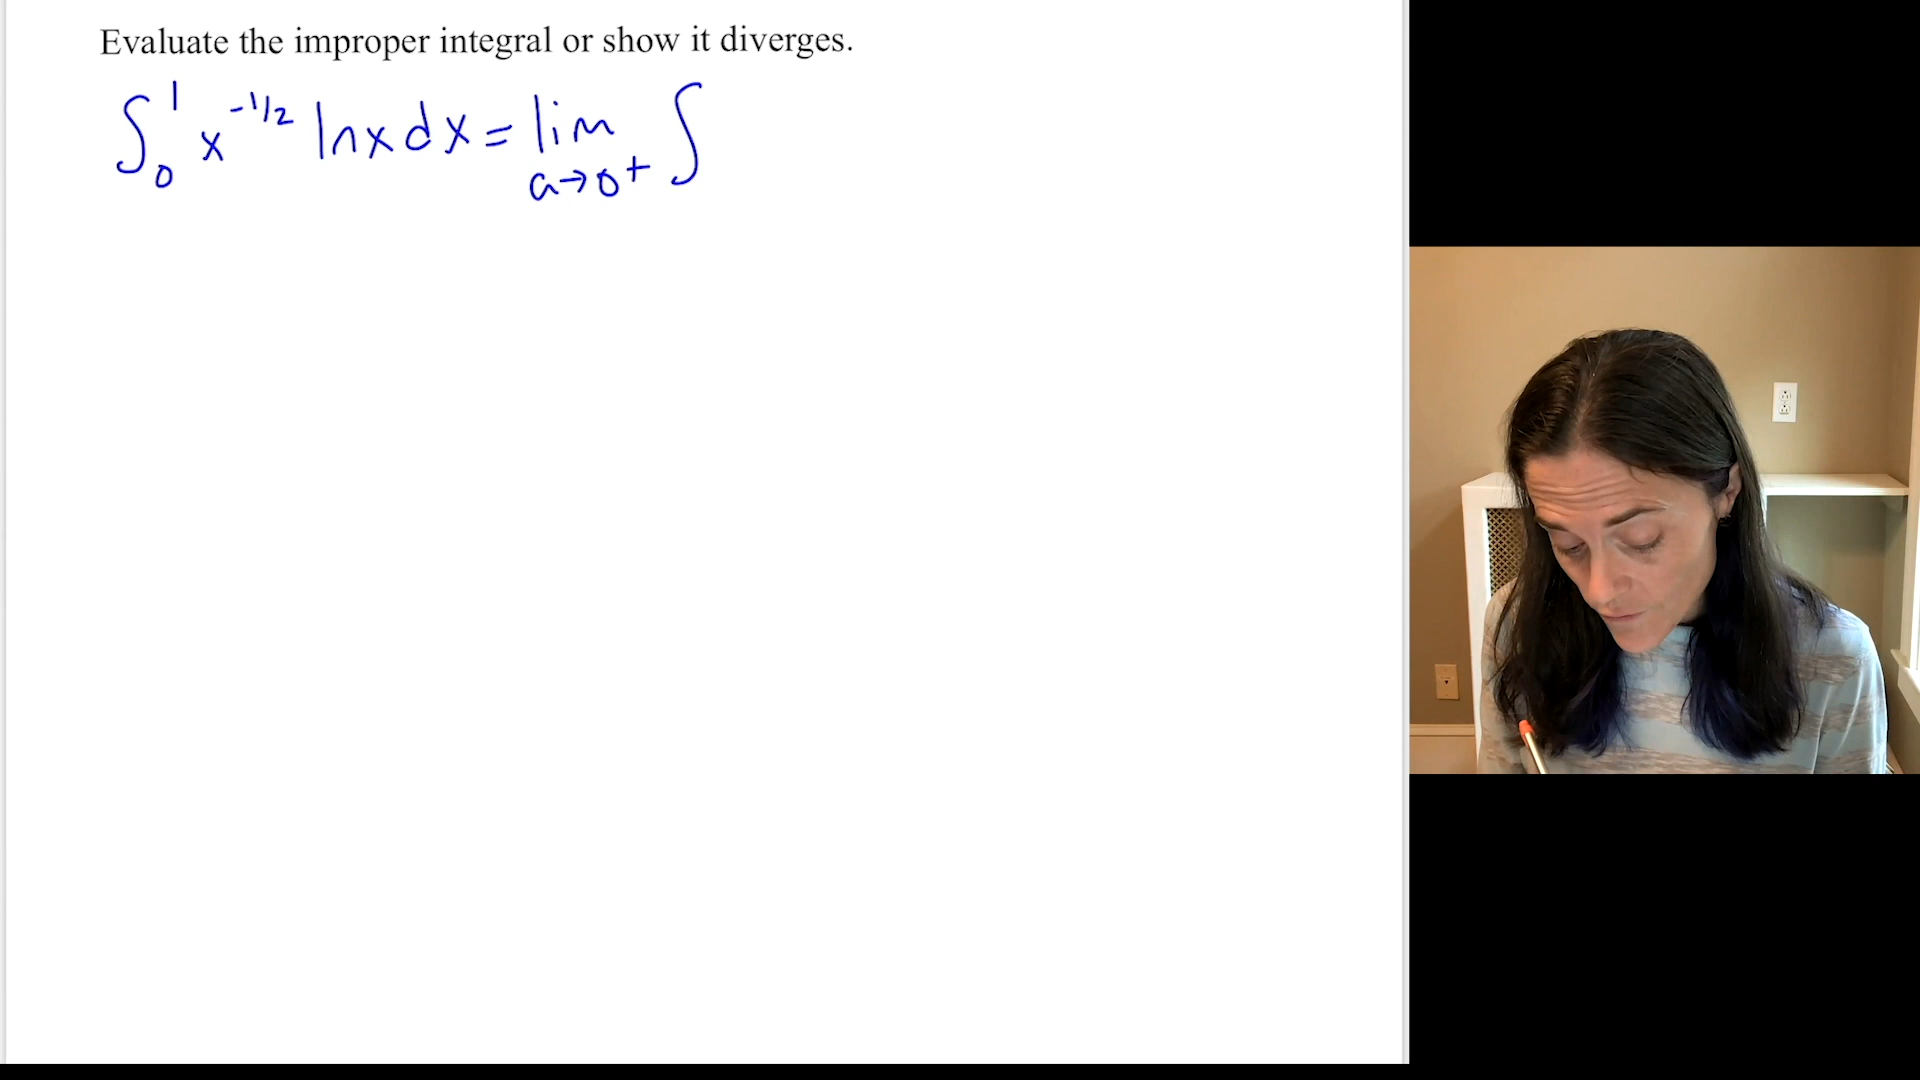 Evaluate the improper integral or show it diverges.
∫₀¹ x^{-1/2} ln x dx = lim_{a→0⁺} ∫